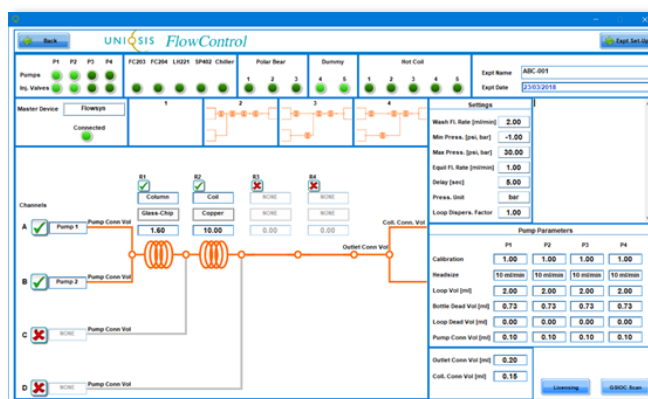 Back
UNIQSIS FlowControl
Expt Set-Up
P1 P2 P3 P4
FC203 FC204 LH221 SP402 Chiller
Polar Bear
Dummy
Hot Coil
Pumps
Inj. Valves
1 2 3
4 5
1 2 3 4 5
Expt Name ABC-001
Expt Date 23/03/2018
Master Device Flowsys
Connected
1 2 3 4
Settings
Wash Fl. Rate [ml/min] 2.00
Min Press. [psi, bar] -1.00
Max Press. [psi, bar] 30.00
Equil Fl. Rate [ml/min] 1.00
Delay [sec] 5.00
Press. Unit bar
Loop Dispers. Factor 1.00
R1 R2 R3 R4
Column Coil NONE NONE
Glass-Chip Copper NONE NONE
1.60 10.00 0.00 0.00
Channels
A Pump 1 Pump Conn Vol
Coll. Conn. Vol
Outlet Conn Vol
B Pump 2 Pump Conn Vol
C NONE Pump Conn Vol
D NONE Pump Conn Vol
Pump Parameters
P1 P2 P3 P4
Calibration 1.00 1.00 1.00 1.00
Headsize 10 ml/min 10 ml/min 10 ml/min 10 ml/min
Loop Vol [ml] 2.00 2.00 2.00 2.00
Bottle Dead Vol [ml] 0.73 0.73 0.73 0.73
Loop Dead Vol [ml] 0.00 0.00 0.00 0.00
Pump Conn Vol [ml] 0.10 0.10 0.10 0.10
Outlet Conn Vol [ml] 0.20
Coll. Conn Vol [ml] 0.15
Licensing
GSIOC Scan